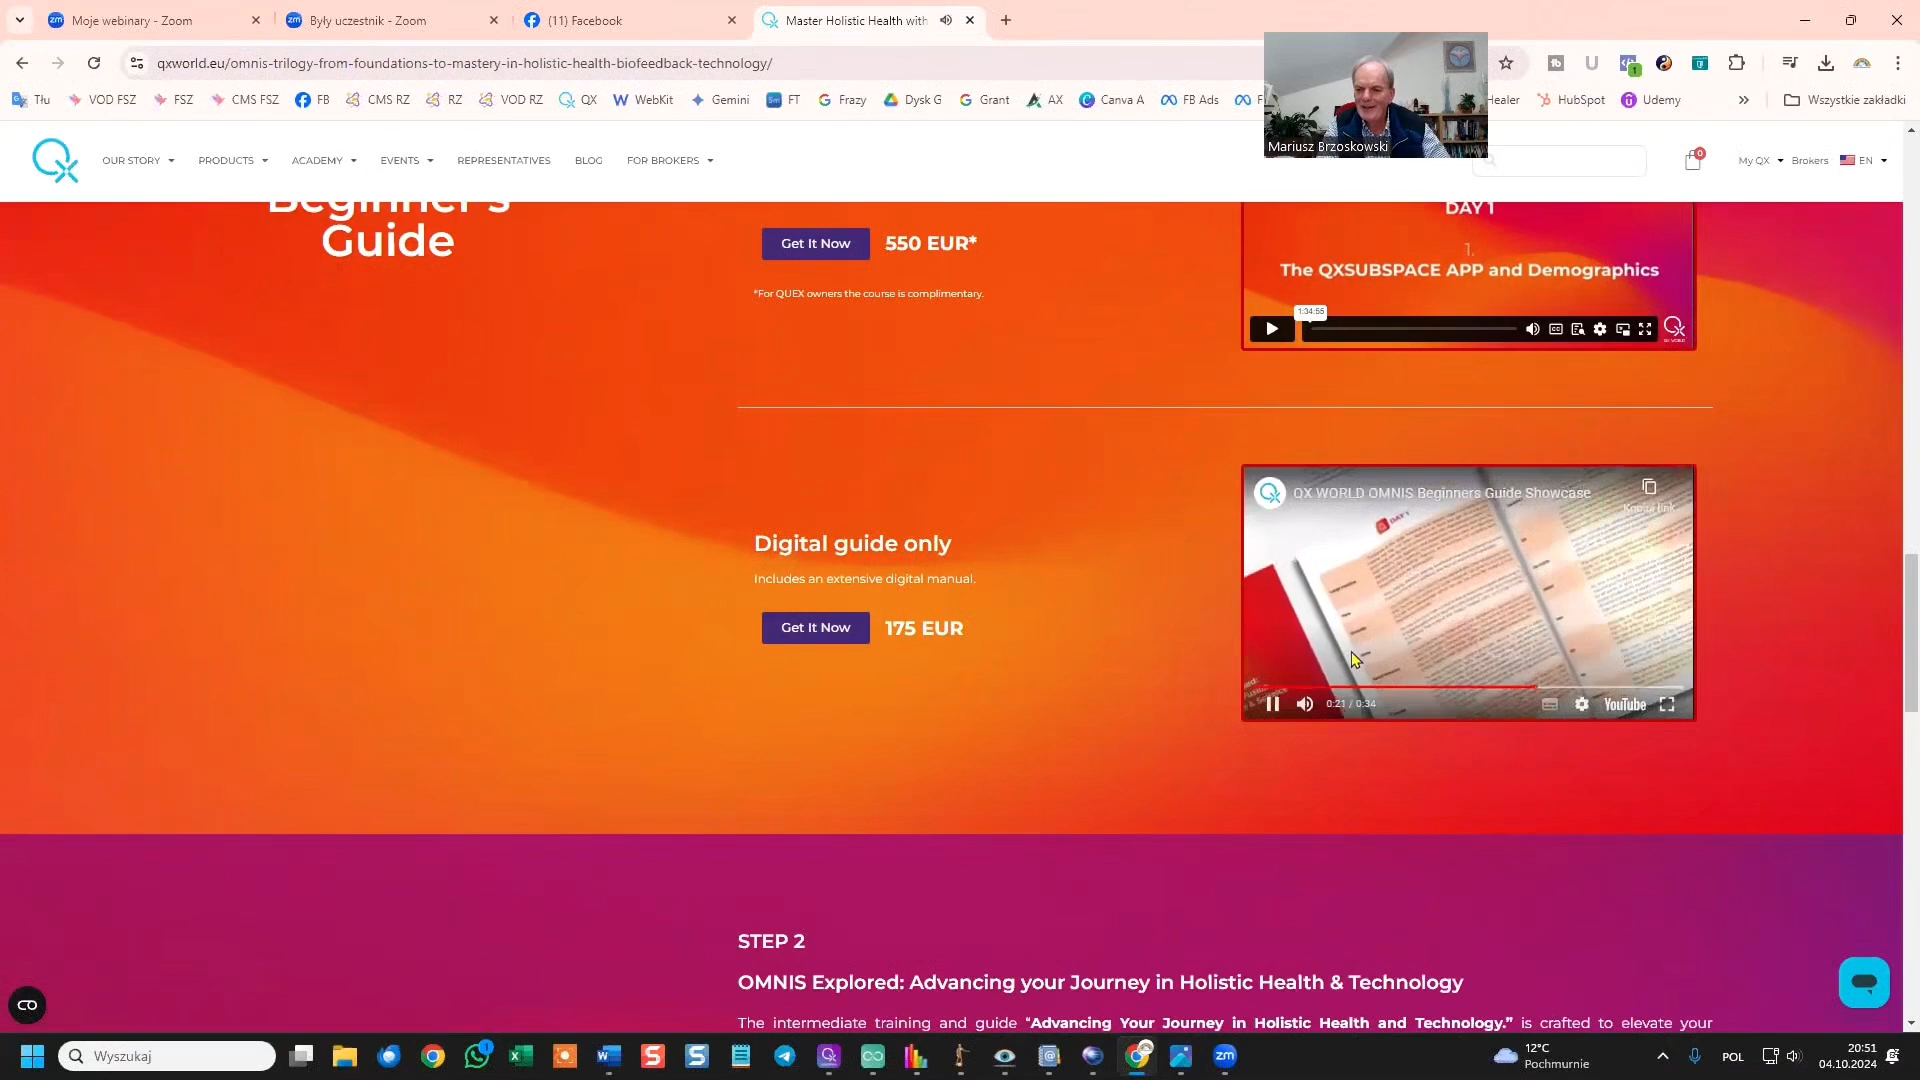 Moje webinary - Zoom
Były uczestnik - Zoom
(11) Facebook
Master Holistic Health with
qxworld.eu/omnis-trilogy-from-foundations-to-mastery-in-holistic-health-biofeedback-technology/
Tłu
VOD FSZ
FSZ
CMS FSZ
FB
CMS RZ
RZ
VOD RZ
QX
WebKit
Gemini
FT
Frazy
Dysk G
Grant
AX
Canva A
FB Ads
Healer
HubSpot
Udemy
Wszystkie zakładki
Mariusz Brzoskowski
OUR STORY
PRODUCTS
ACADEMY
EVENTS
REPRESENTATIVES
BLOG
FOR BROKERS
0
My QX
Brokers
EN
Beginner's
Guide
Get It Now
550 EUR*
*For QUEX owners the course is complimentary.
DAY 1
1.
The QXSUBSPACE APP and Demographics
1:34:55
QX WORLD OMNIS Beginners Guide Showcase
Kopiuj link
DAY 1
0:21 / 0:34
YouTube
Digital guide only
Includes an extensive digital manual.
Get It Now
175 EUR
STEP 2
OMNIS Explored: Advancing your Journey in Holistic Health & Technology
The intermediate training and guide “Advancing Your Journey in Holistic Health and Technology.” is crafted to elevate your
Wyszukaj
12°C
Pochmurnie
POL
20:51
04.10.2024